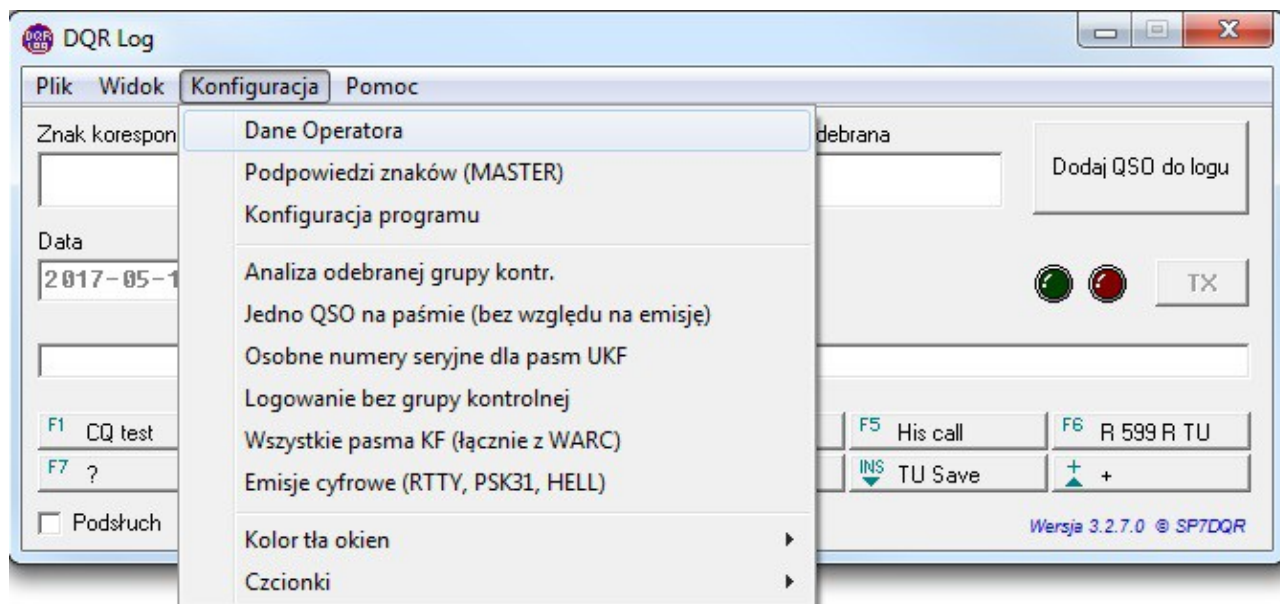 DQR Log
Plik Widok Konfiguracja Pomoc
Znak korespon
debrana
Dodaj QSO do logu
Dane Operatora
Podpowiedzi znaków (MASTER)
Konfiguracja programu
Data
2017-05-1
Analiza odebranej grupy kontr.
Jedno QSO na paśmie (bez względu na emisję)
TX
Osobne numery seryjne dla pasm UKF
Logowanie bez grupy kontrolnej
Wszystkie pasma KF (łącznie z WARC)
Emisje cyfrowe (RTTY, PSK31, HELL)
F1 CQ test
F5 His call
F6 R 599 R TU
F7 ?
INS TU Save
+ +
Podsłuch
Wersja 3.2.7.0 © SP7DQR
Kolor tła okien
Czcionki